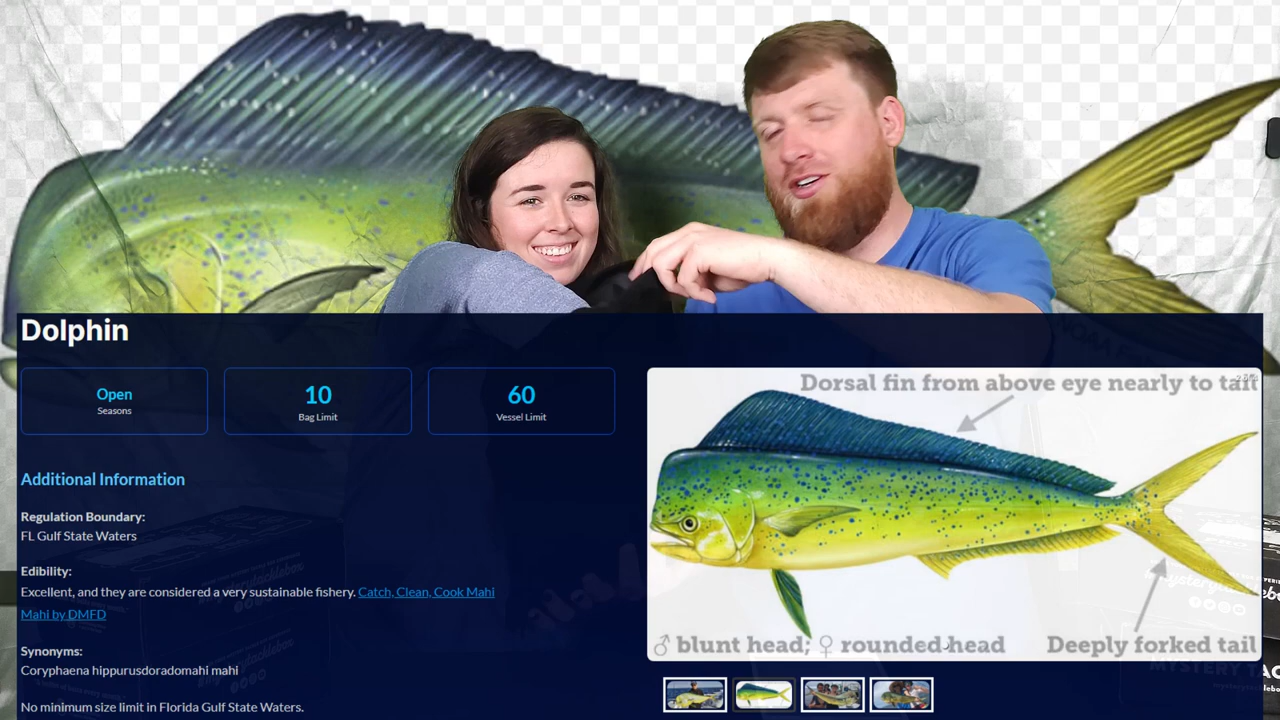 Dolphin
Open
Seasons
10
Bag Limit
60
Vessel Limit
Additional Information
Regulation Boundary:
FL Gulf State Waters
Edibility:
Excellent, and they are considered a very sustainable fishery. Catch, Clean, Cook Mahi
Mahi by DMFD
Synonyms:
Coryphaena hippurusdoradomahi mahi
No minimum size limit in Florida Gulf State Waters.
Dorsal fin from above eye nearly to tail
♂ blunt head; ♀ rounded head
Deeply forked tail
mysterytacklebox
MYSTERY TAC